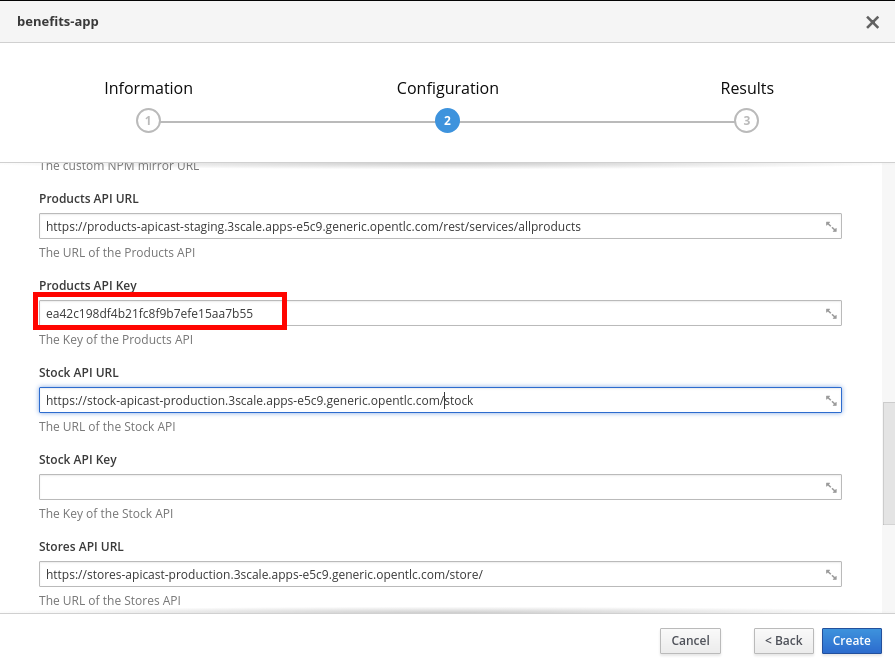 benefits-app
Information
Configuration
Results
1
2
3
The custom NPM mirror URL
Products API URL
https://products-apicast-staging.3scale.apps-e5c9.generic.opentlc.com/rest/services/allproducts
The URL of the Products API
Products API Key
ea42c198df4b21fc8f9b7efe15aa7b55
The Key of the Products API
Stock API URL
https://stock-apicast-production.3scale.apps-e5c9.generic.opentlc.com/stock
The URL of the Stock API
Stock API Key
The Key of the Stock API
Stores API URL
https://stores-apicast-production.3scale.apps-e5c9.generic.opentlc.com/store/
The URL of the Stores API
Cancel
< Back
Create